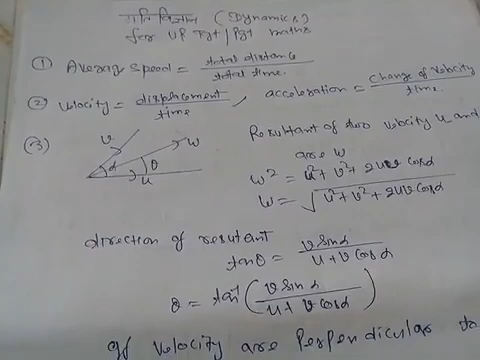 गति विज्ञान (Dynamics)
for UP TGT / PGT maths
① Average speed = total distance / total time.
② Velocity = displacement / time , acceleration = Change of velocity / time.
③ v w α θ u
Resultant of two velocity u and
are w
w² = u² + v² + 2uv cosα
w = √(u² + v² + 2uv cosα)
direction of resutant
tanθ = v sinα / (u + v cosα)
θ = tan⁻¹ (v sinα / (u + v cosα))
If velocity are perpendicular to